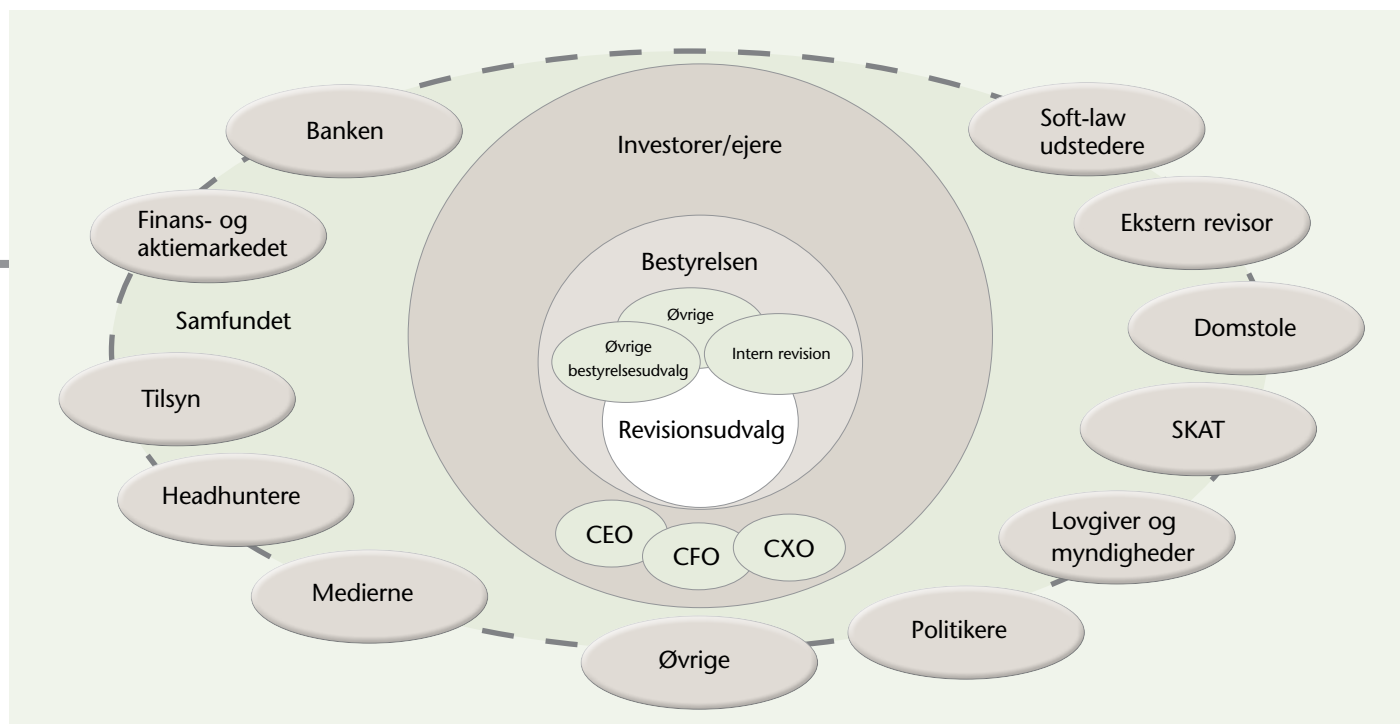 Banken
Soft-law
udstedere
Investorer/ejere
Finans- og
aktiemarkedet
Ekstern revisor
Bestyrelsen
Samfundet
Øvrige
Domstole
Øvrige
bestyrelsesudvalg
Intern revision
Tilsyn
Revisionsudvalg
SKAT
Headhuntere
CEO
CFO
CXO
Lovgiver og
myndigheder
Medierne
Politikere
Øvrige